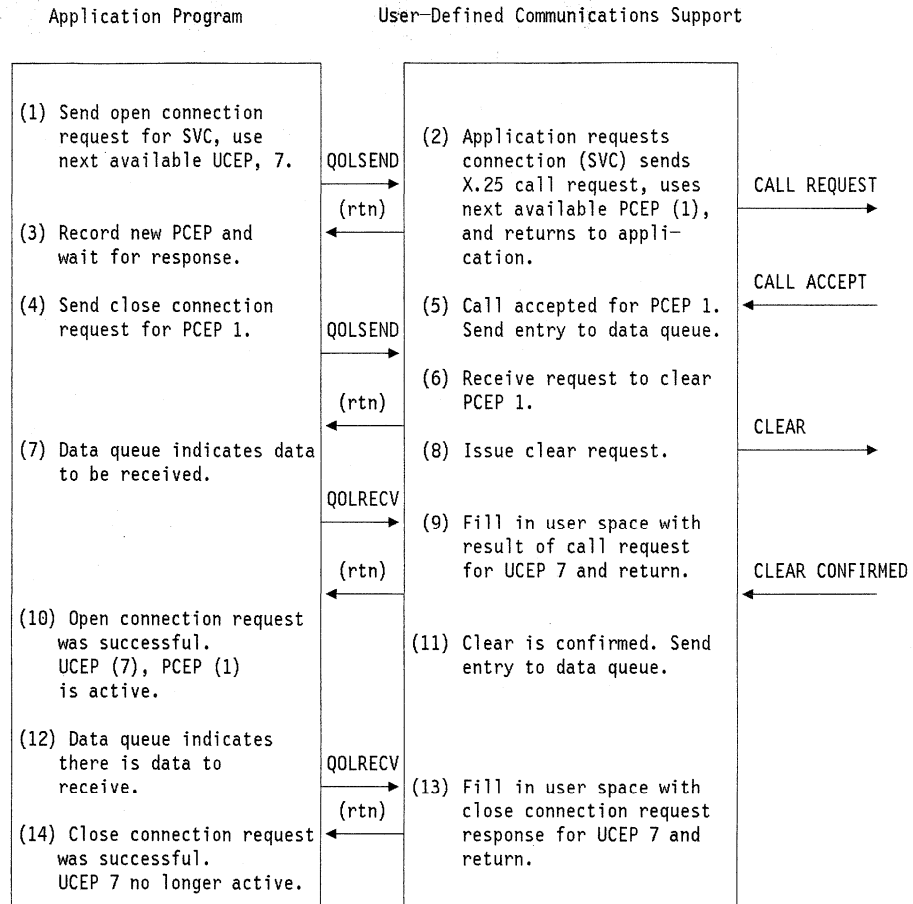 Application Program
User-Defined Communications Support
(1) Send open connection
request for SVC, use
next available UCEP, 7.
QOLSEND
(rtn)
(2) Application requests
connection (SVC) sends
X.25 call request, uses
next available PCEP (1),
and returns to appli-
cation.
CALL REQUEST
(3) Record new PCEP and
wait for response.
CALL ACCEPT
(4) Send close connection
request for PCEP 1.
QOLSEND
(rtn)
(5) Call accepted for PCEP 1.
Send entry to data queue.
(6) Receive request to clear
PCEP 1.
CLEAR
(7) Data queue indicates data
to be received.
(8) Issue clear request.
QOLRECV
(rtn)
(9) Fill in user space with
result of call request
for UCEP 7 and return.
CLEAR CONFIRMED
(10) Open connection request
was successful.
UCEP (7), PCEP (1)
is active.
(11) Clear is confirmed. Send
entry to data queue.
(12) Data queue indicates
there is data to
receive.
QOLRECV
(rtn)
(13) Fill in user space with
close connection request
response for UCEP 7 and
return.
(14) Close connection request
was successful.
UCEP 7 no longer active.